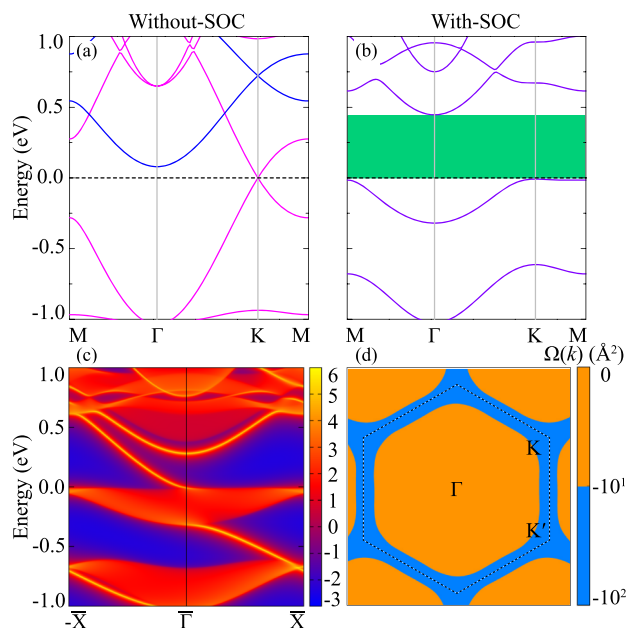 Without-SOC
With-SOC
(a)
(b)
Energy (eV)
1.0
0.5
0.0
-0.5
-1.0
M Γ K M
M Γ K M
(c)
(d)
Ω(k) (Å²)
Energy (eV)
1.0
0.5
0.0
-0.5
-1.0
-X̅ Γ̅ X̅
6
5
4
3
2
1
0
-1
-2
-3
K
Γ
K′
0
-10¹
-10²